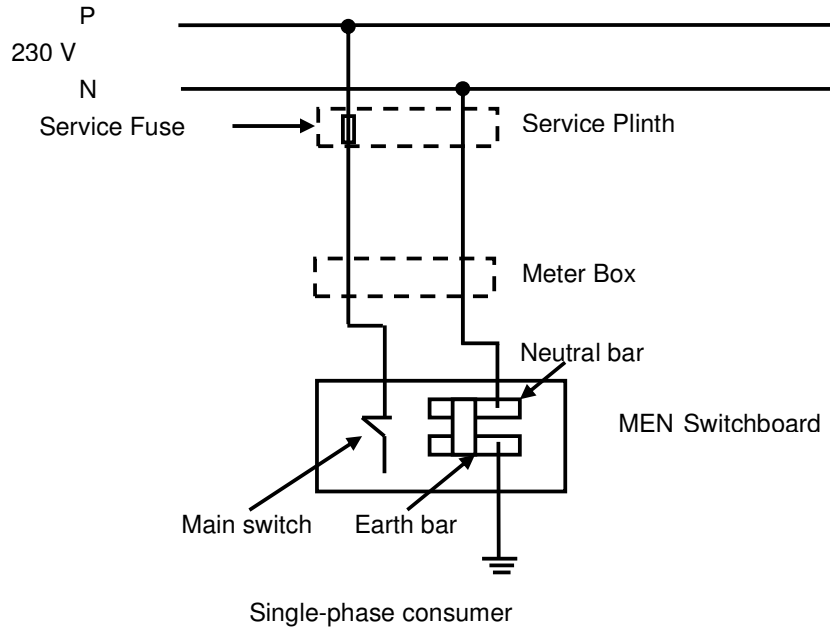 P
230 V
N
Service Fuse
Service Plinth
Meter Box
Neutral bar
MEN Switchboard
Main switch
Earth bar
Single-phase consumer